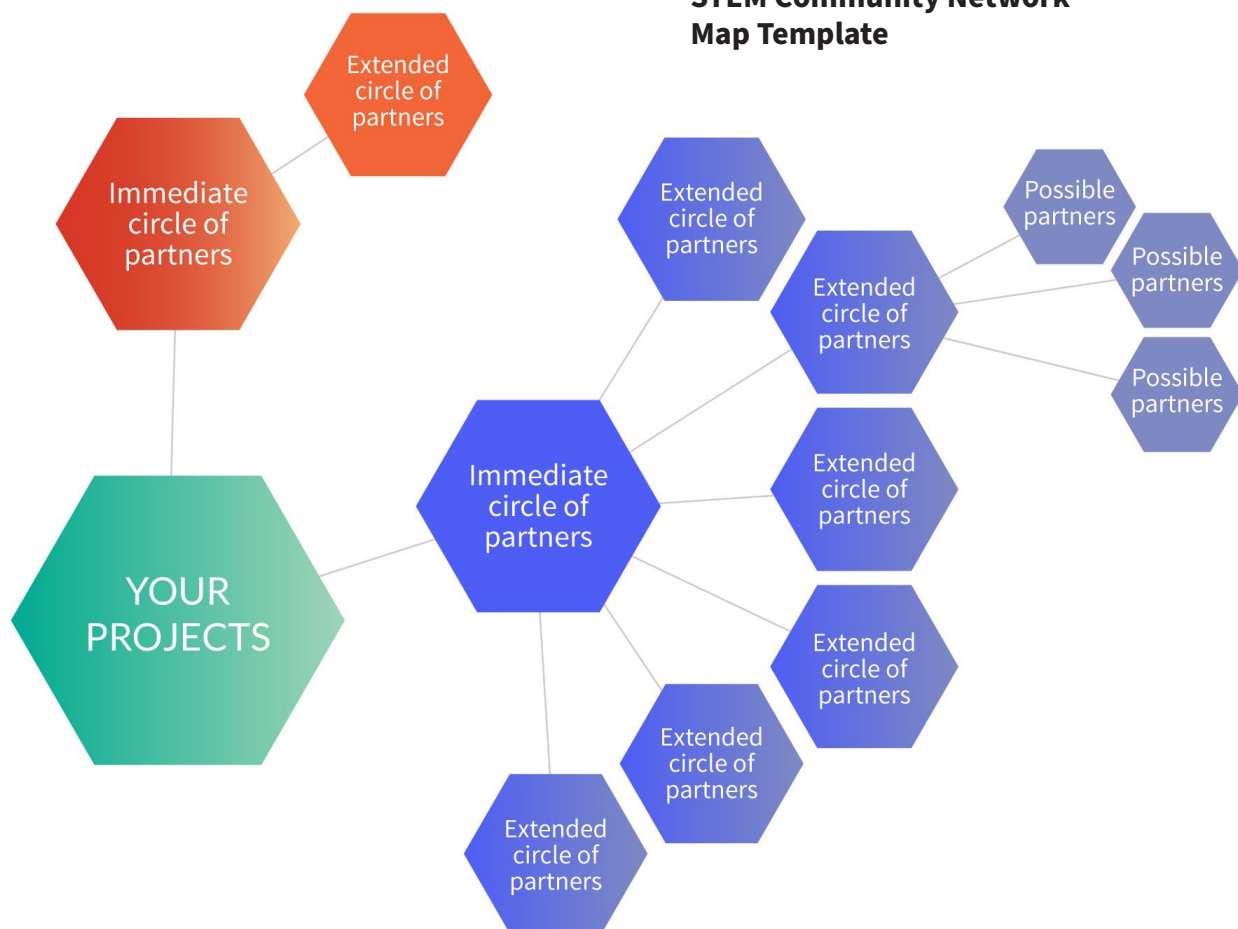 STEM Community Network
Map Template
Extended
circle of
partners
Immediate
circle of
partners
Extended
circle of
partners
Possible
partners
Possible
partners
Extended
circle of
partners
Possible
partners
Immediate
circle of
partners
Extended
circle of
partners
YOUR
PROJECTS
Extended
circle of
partners
Extended
circle of
partners
Extended
circle of
partners